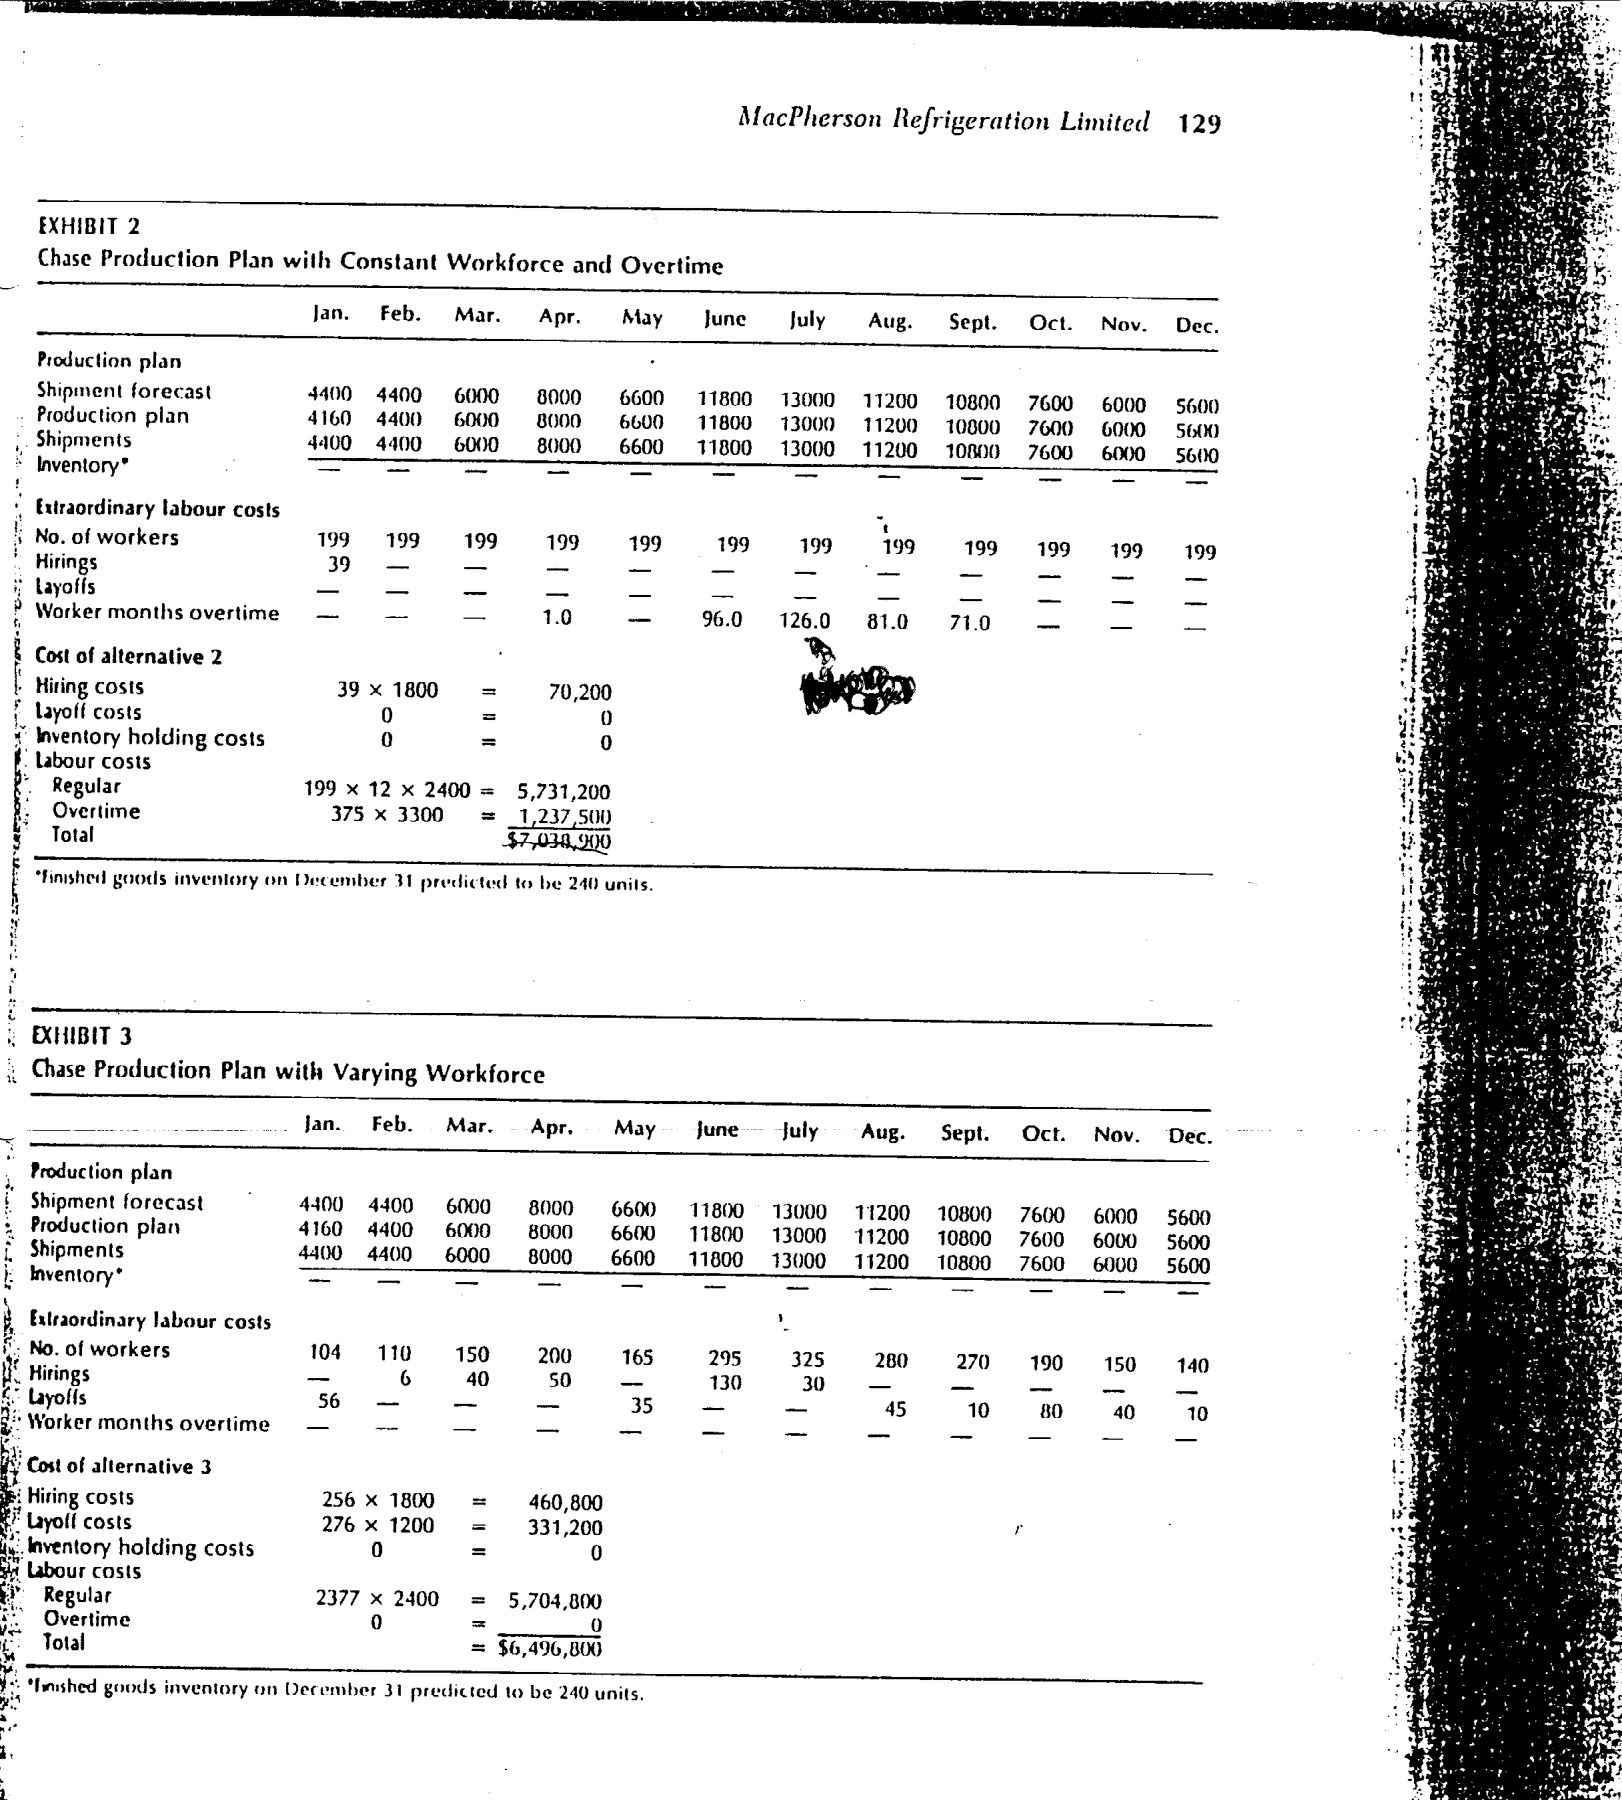 MacPherson Refrigeration Limited 129
EXHIBIT 2
Chase Production Plan with Constant Workforce and Overtime
Jan. Feb. Mar. Apr. May June July Aug. Sept. Oct. Nov. Dec.
Production plan
Shipment forecast 4400 4400 6000 8000 6600 11800 13000 11200 10800 7600 6000 5600
Production plan 4160 4400 6000 8000 6600 11800 13000 11200 10800 7600 6000 5600
Shipments 4400 4400 6000 8000 6600 11800 13000 11200 10800 7600 6000 5600
Inventory* — — — — — — — — — — — —
Extraordinary labour costs
No. of workers 199 199 199 199 199 199 199 199 199 199 199 199
Hirings 39 — — — — — — — — — — —
Layoffs — — — — — — — — — — — —
Worker months overtime — — — 1.0 — 96.0 126.0 81.0 71.0 — — —
Cost of alternative 2
Hiring costs 39 × 1800 = 70,200
Layoff costs 0 = 0
Inventory holding costs 0 = 0
Labour costs
Regular 199 × 12 × 2400 = 5,731,200
Overtime 375 × 3300 = 1,237,500
Total $7,038,900
*Finished goods inventory on December 31 predicted to be 240 units.
EXHIBIT 3
Chase Production Plan with Varying Workforce
Jan. Feb. Mar. Apr. May June July Aug. Sept. Oct. Nov. Dec.
Production plan
Shipment forecast 4400 4400 6000 8000 6600 11800 13000 11200 10800 7600 6000 5600
Production plan 4160 4400 6000 8000 6600 11800 13000 11200 10800 7600 6000 5600
Shipments 4400 4400 6000 8000 6600 11800 13000 11200 10800 7600 6000 5600
Inventory* — — — — — — — — — — — —
Extraordinary labour costs
No. of workers 104 110 150 200 165 295 325 280 270 190 150 140
Hirings — 6 40 50 — 130 30 — — — — —
Layoffs 56 — — — 35 — — 45 10 80 40 10
Worker months overtime — — — — — — — — — — — —
Cost of alternative 3
Hiring costs 256 × 1800 = 460,800
Layoff costs 276 × 1200 = 331,200
Inventory holding costs 0 = 0
Labour costs
Regular 2377 × 2400 = 5,704,800
Overtime 0 = 0
Total = $6,496,800
*Finished goods inventory on December 31 predicted to be 240 units.